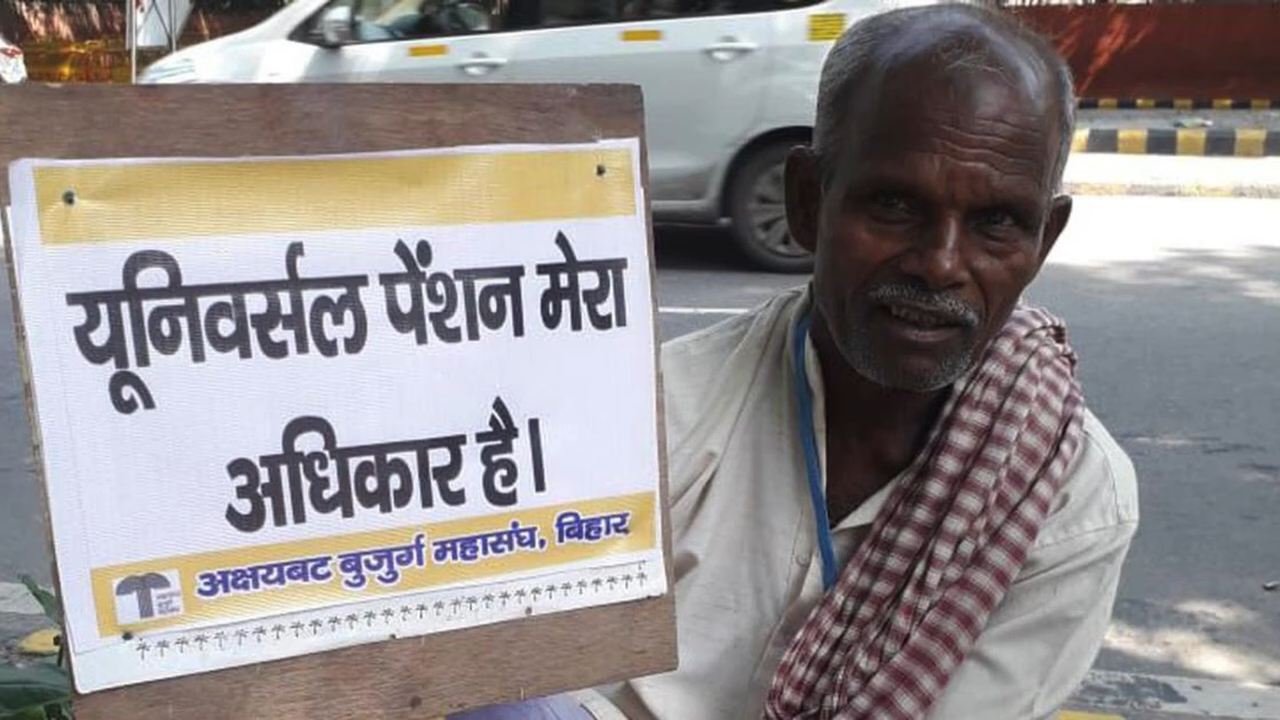 यूनिवर्सल पेंशन मेरा
अधिकार है।
अक्षयबट बुजुर्ग महासंघ, बिहार